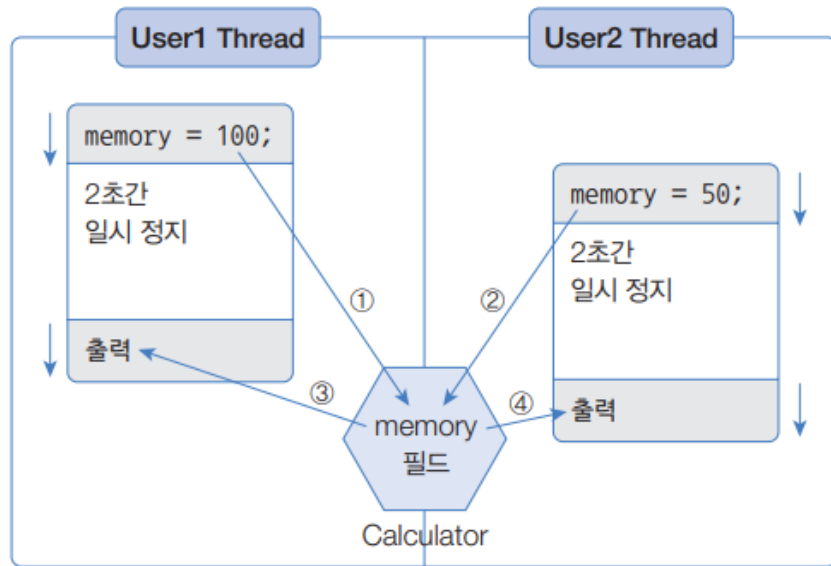 User1 Thread
User2 Thread
memory = 100;
2초간
일시 정지
출력
memory = 50;
2초간
일시 정지
출력
①
②
③
④
memory
필드
Calculator